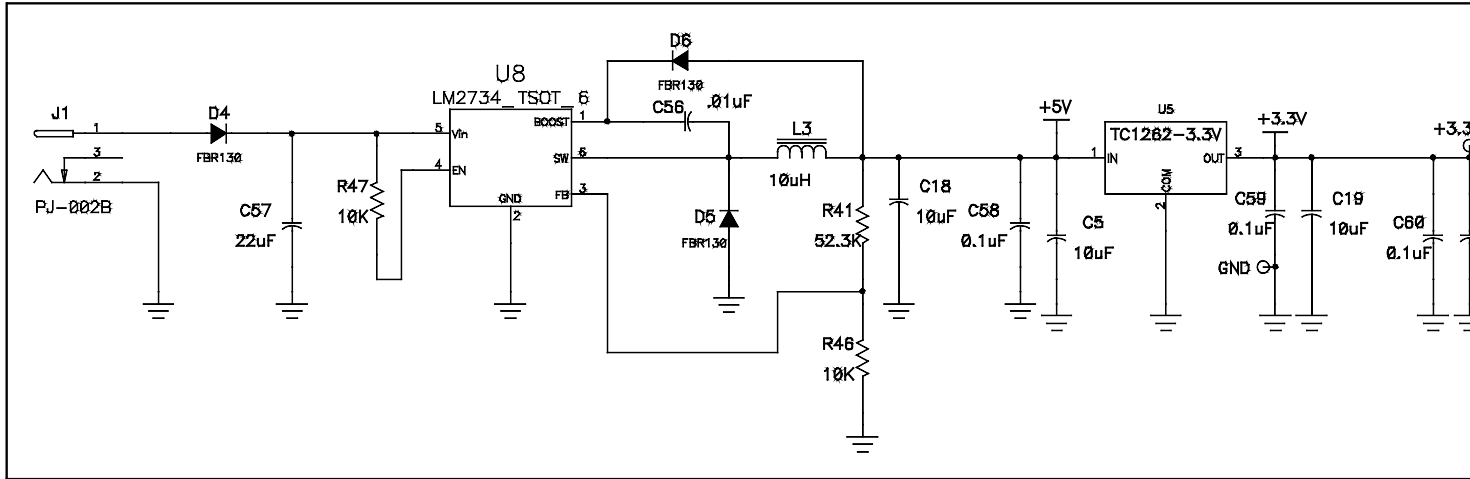 J1
1
3
2
PJ-002B
D4
FBR130
C57
22uF
R47
10K
U8
LM2734_TSOT_6
5
Vin
4
EN
BOOST
1
SW
6
FB
3
GND
2
D6
FBR130
C56
.01uF
L3
10uH
D5
FBR130
R41
52.3K
R46
10K
C18
10uF
C58
0.1uF
+5V
C5
10uF
U5
TC1262-3.3V
1
IN
OUT
3
COM
2
+3.3V
C59
0.1uF
GND
C19
10uF
C60
0.1uF
+3.3